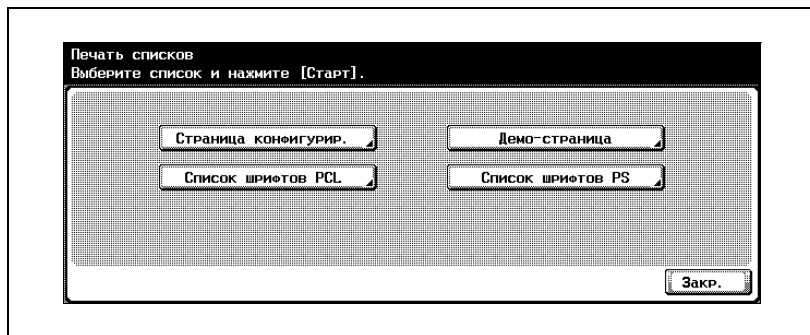 Печать списков
Выберите список и нажмите [Старт].
Страница конфигурир.
Демо-страница
Список шрифтов PCL
Список шрифтов PS
Закр.